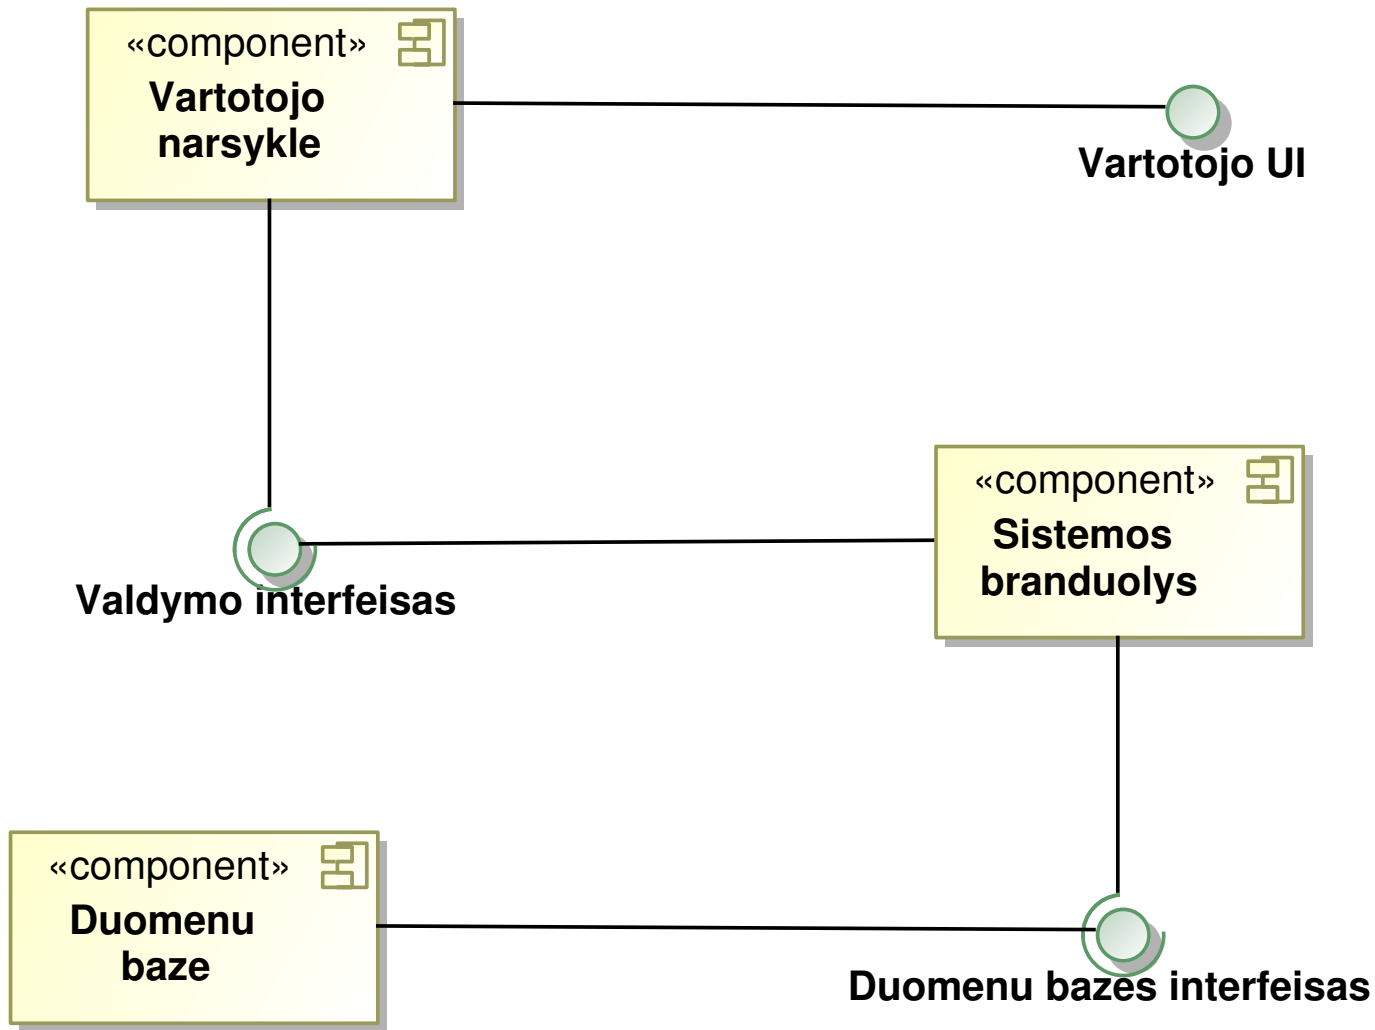 «component»
Vartotojo
narsykle
Vartotojo UI
«component»
Sistemos
branduolys
Valdymo interfeisas
«component»
Duomenu
baze
Duomenu bazes interfeisas